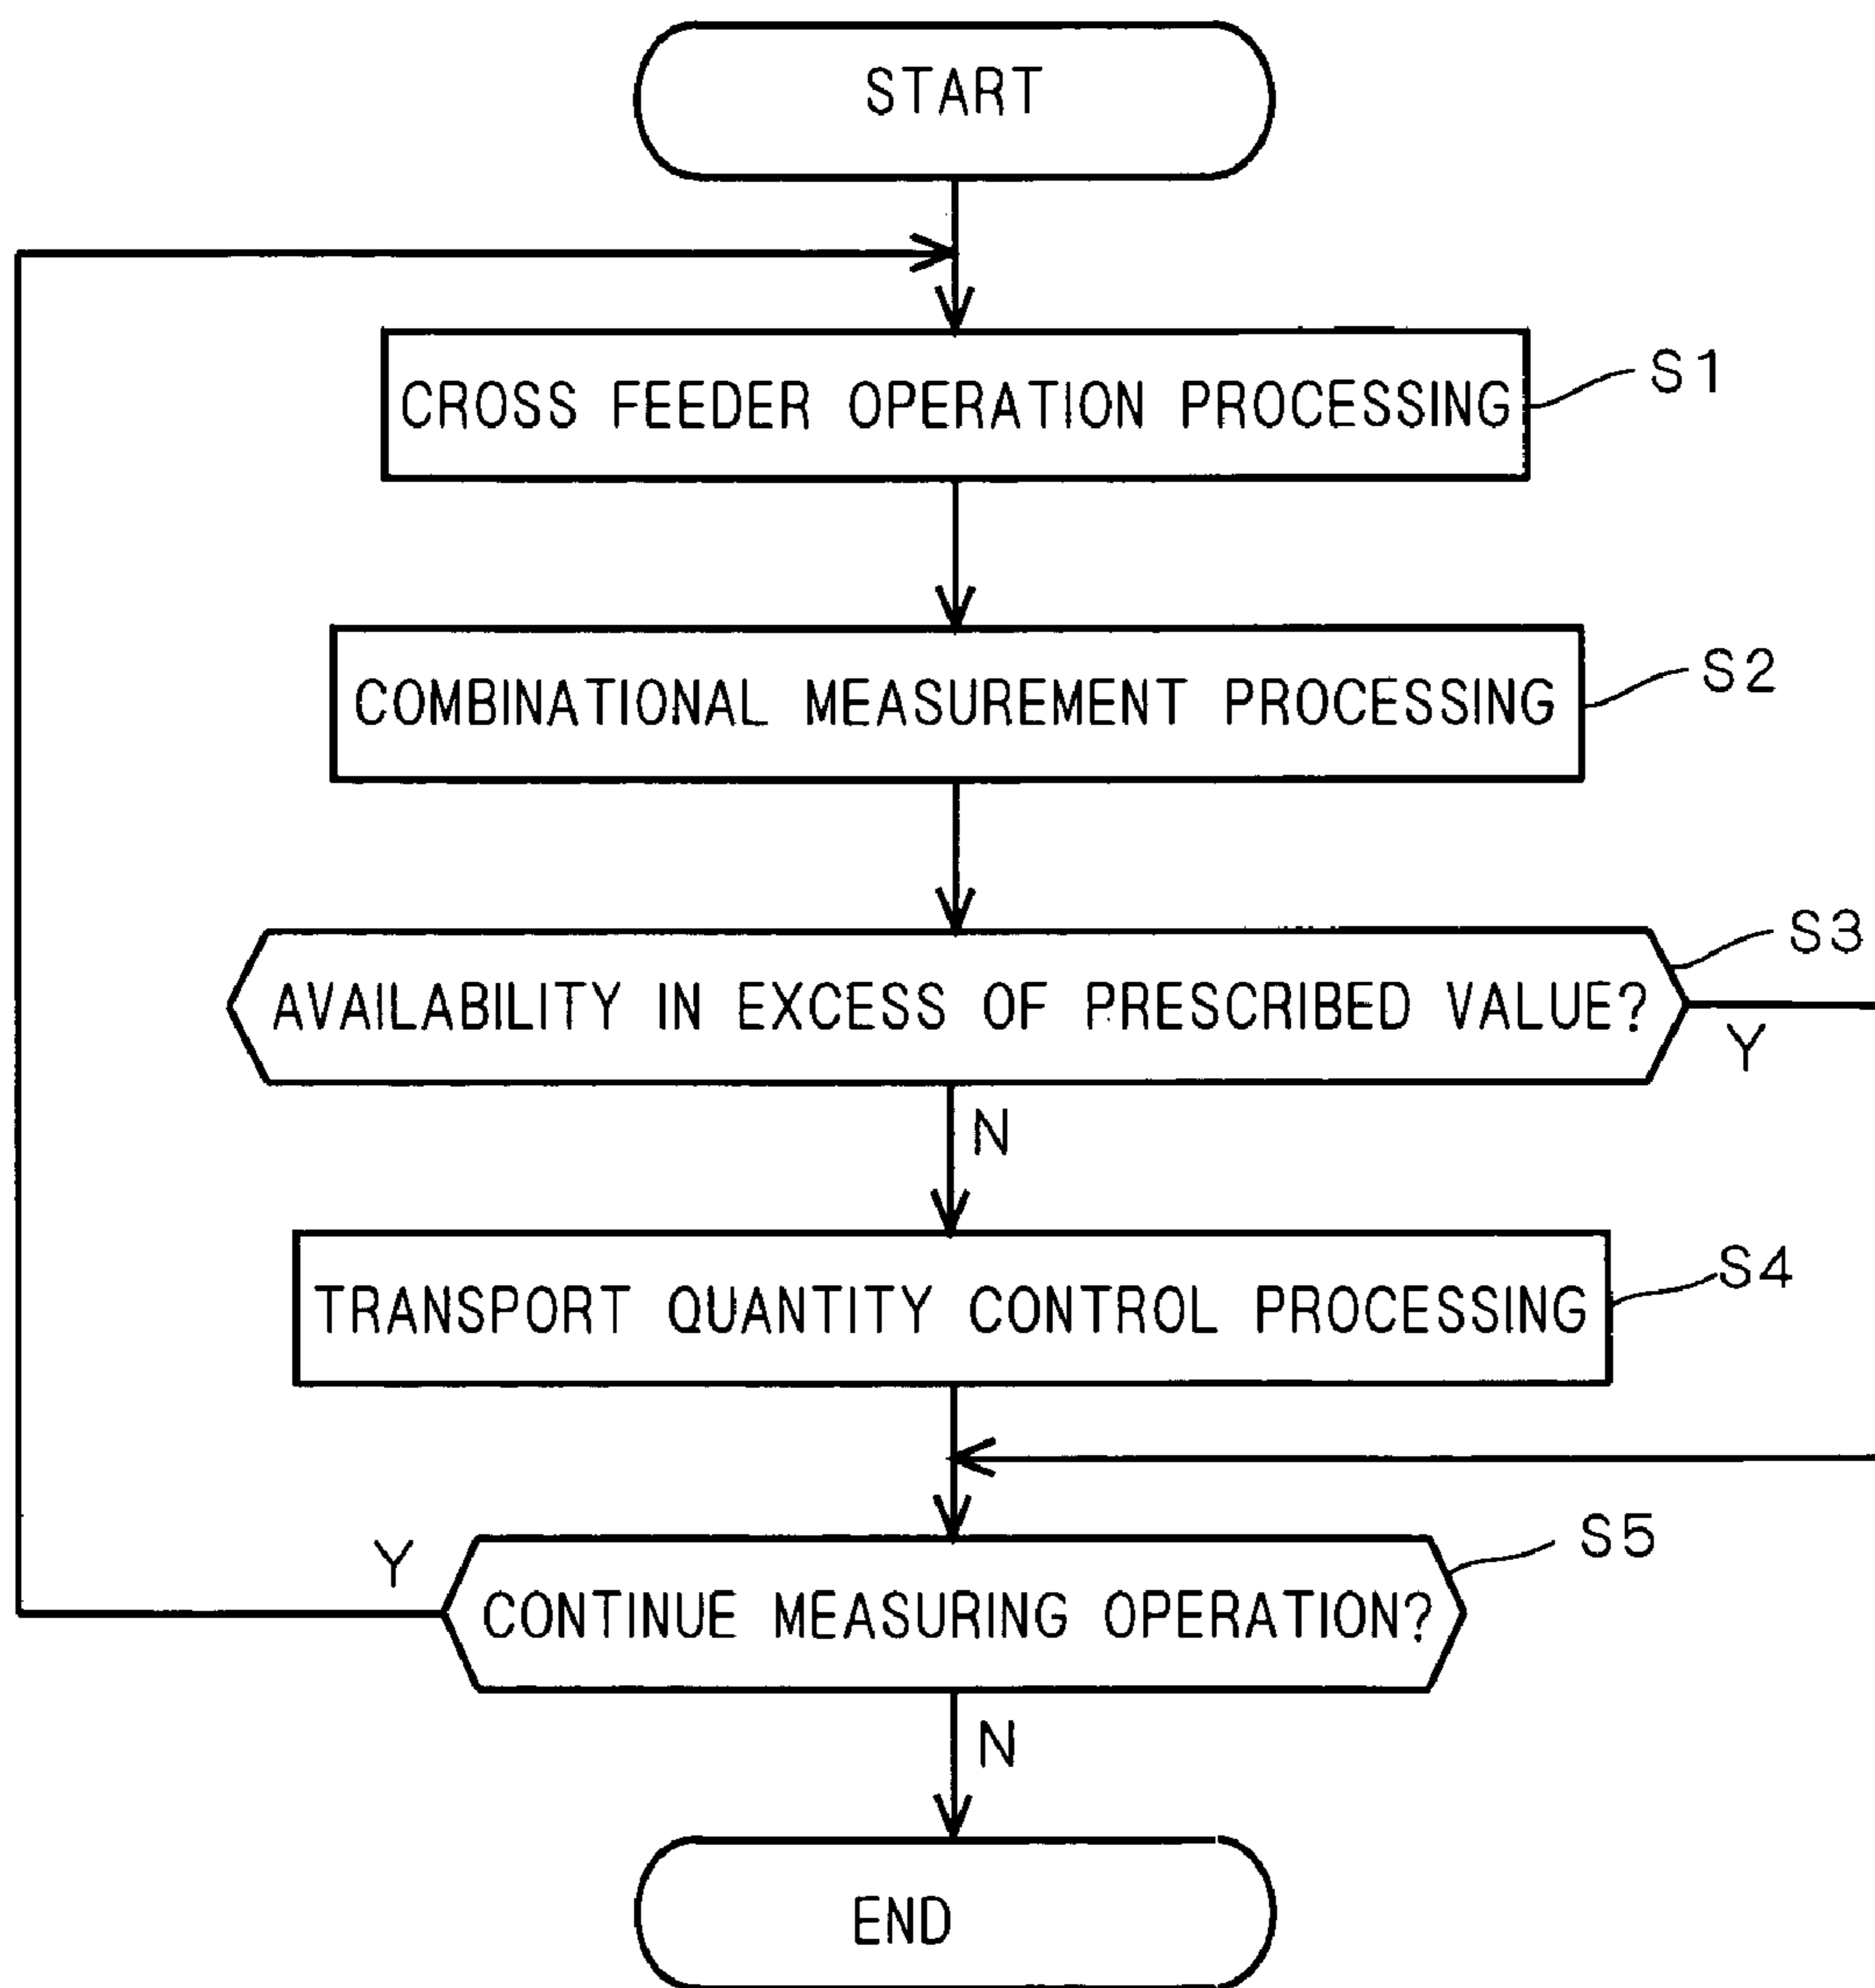 START
CROSS FEEDER OPERATION PROCESSING
S1
COMBINATIONAL MEASUREMENT PROCESSING
S2
S3
AVAILABILITY IN EXCESS OF PRESCRIBED VALUE?
Y
N
TRANSPORT QUANTITY CONTROL PROCESSING
S4
S5
Y
CONTINUE MEASURING OPERATION?
N
END